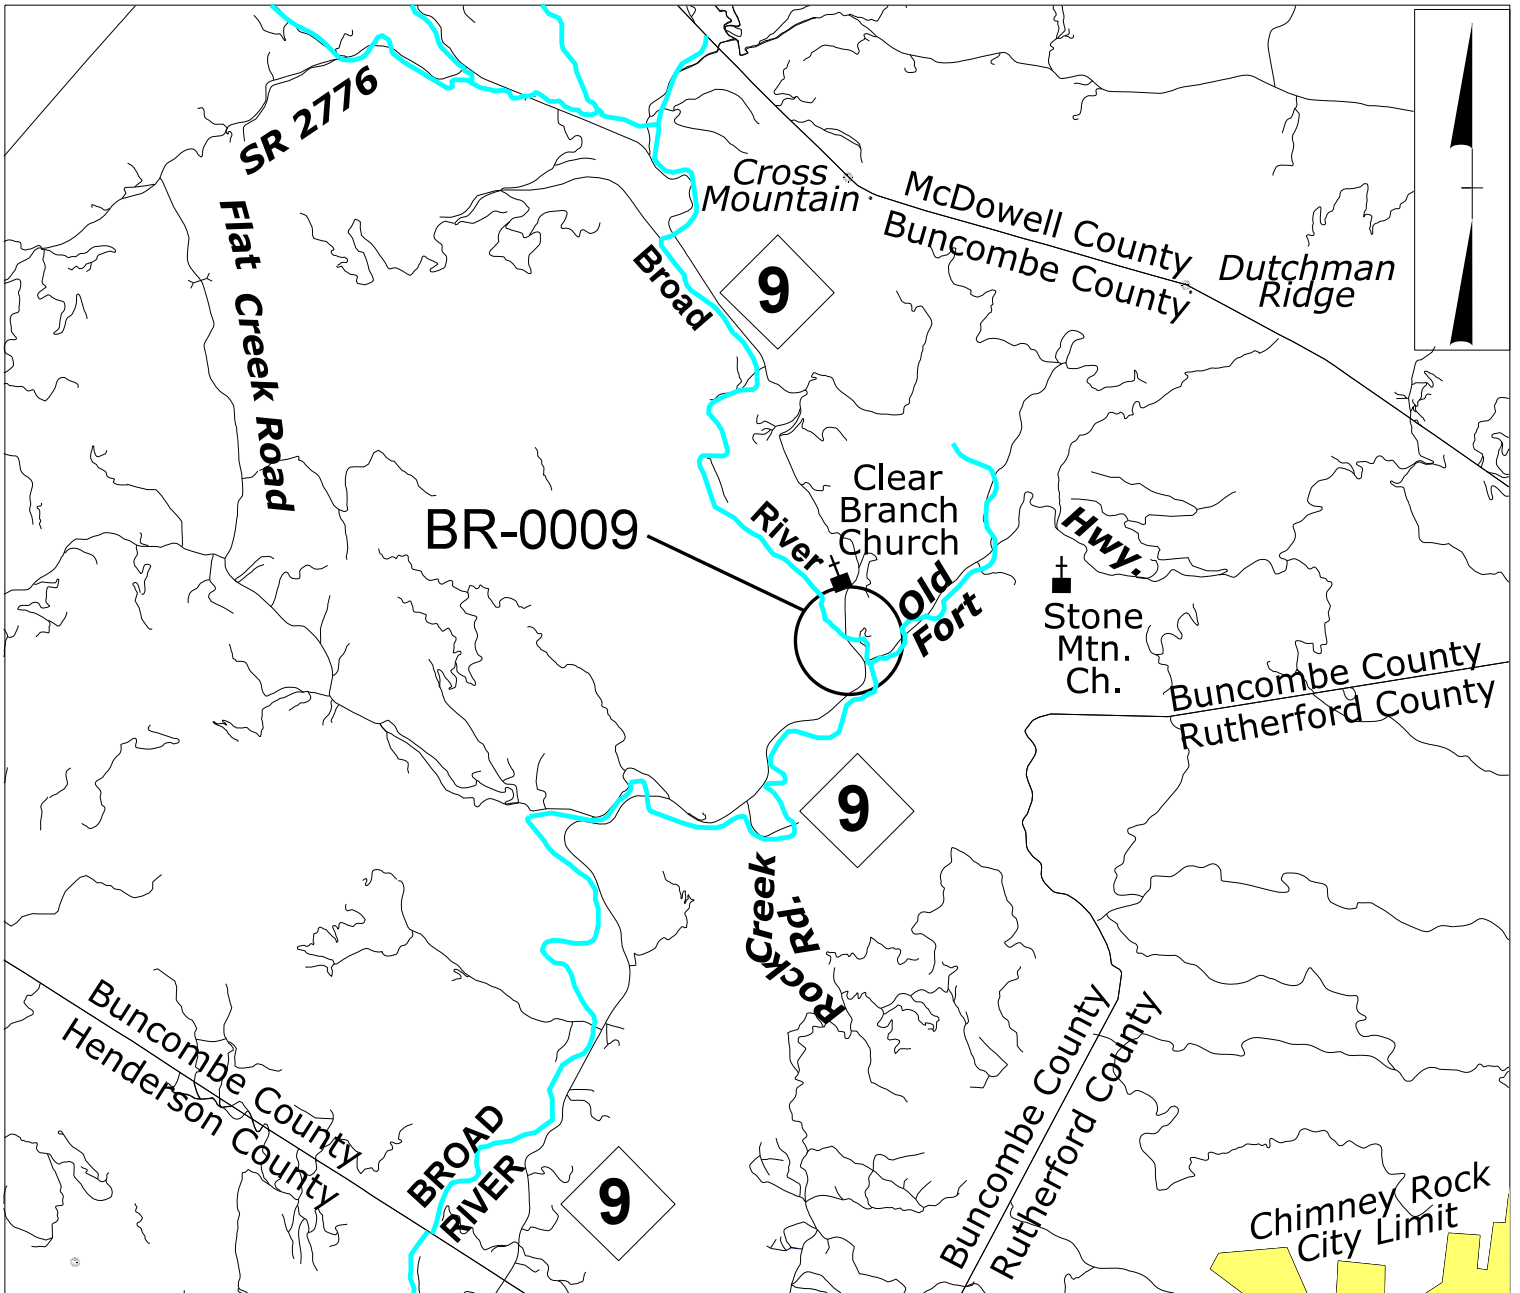 SR 2776
Cross
Mountain
McDowell County
Buncombe County
Dutchman
Ridge
Flat Creek Road
Broad
9
Clear
Branch
Church
BR-0009
River
Hwy.
Old
Fort
Stone
Mtn.
Ch.
Buncombe County
Rutherford County
9
Rock
Creek
Rd.
Buncombe County
Henderson County
Buncombe County
Rutherford County
BROAD
RIVER
9
Chimney Rock
City Limit